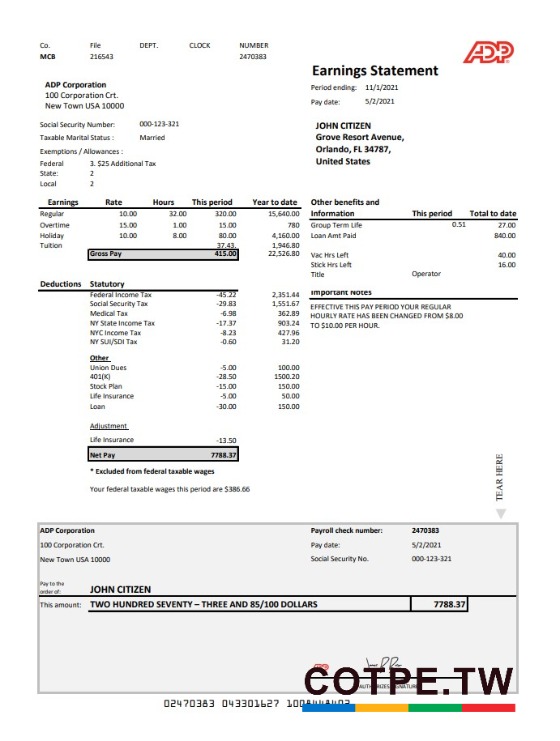 Co. File DEPT. CLOCK NUMBER
MCB 216543 2470383
ADP
Earnings Statement
Period ending: 11/1/2021
Pay date: 5/2/2021
ADP Corporation
100 Corporation Crt.
New Town USA 10000
Social Security Number: 000-123-321
Taxable Marital Status : Married
Exemptions / Allowances :
Federal 3. $25 Additional Tax
State: 2
Local 2
JOHN CITIZEN
Grove Resort Avenue,
Orlando, FL 34787,
United States
Earnings Rate Hours This period Year to date
Regular 10.00 32.00 320.00 15,640.00
Overtime 15.00 1.00 15.00 780
Holiday 10.00 8.00 80.00 4,160.00
Tuition 37.43. 1,946.80
Gross Pay 415.00 22,526.80
Other benefits and
Information This period Total to date
Group Term Life 0.51 27.00
Loan Amt Paid 840.00
Vac Hrs Left 40.00
Stick Hrs Left 16.00
Title Operator
Important Notes
EFFECTIVE THIS PAY PERIOD YOUR REGULAR
HOURLY RATE HAS BEEN CHANGED FROM $8.00
TO $10.00 PER HOUR.
Deductions Statutory
Federal Income Tax -45.22 2,351.44
Social Security Tax -29.83 1,551.67
Medical Tax -6.98 362.89
NY State Income Tax -17.37 903.24
NYC Income Tax -8.23 427.96
NY SUI/SDI Tax -0.60 31.20
Other
Union Dues -5.00 100.00
401(K) -28.50 1500.20
Stock Plan -15.00 150.00
Life Insurance -5.00 50.00
Loan -30.00 150.00
Adjustment
Life Insurance -13.50
Net Pay 7788.37
* Excluded from federal taxable wages
Your federal taxable wages this period are $386.66
TEAR HERE
ADP Corporation Payroll check number: 2470383
100 Corporation Crt. Pay date: 5/2/2021
New Town USA 10000 Social Security No. 000-123-321
Pay to the
order of: JOHN CITIZEN
This amount: TWO HUNDRED SEVENTY – THREE AND 85/100 DOLLARS 7788.37
ADP
COTPE.TW
02470383 043301627